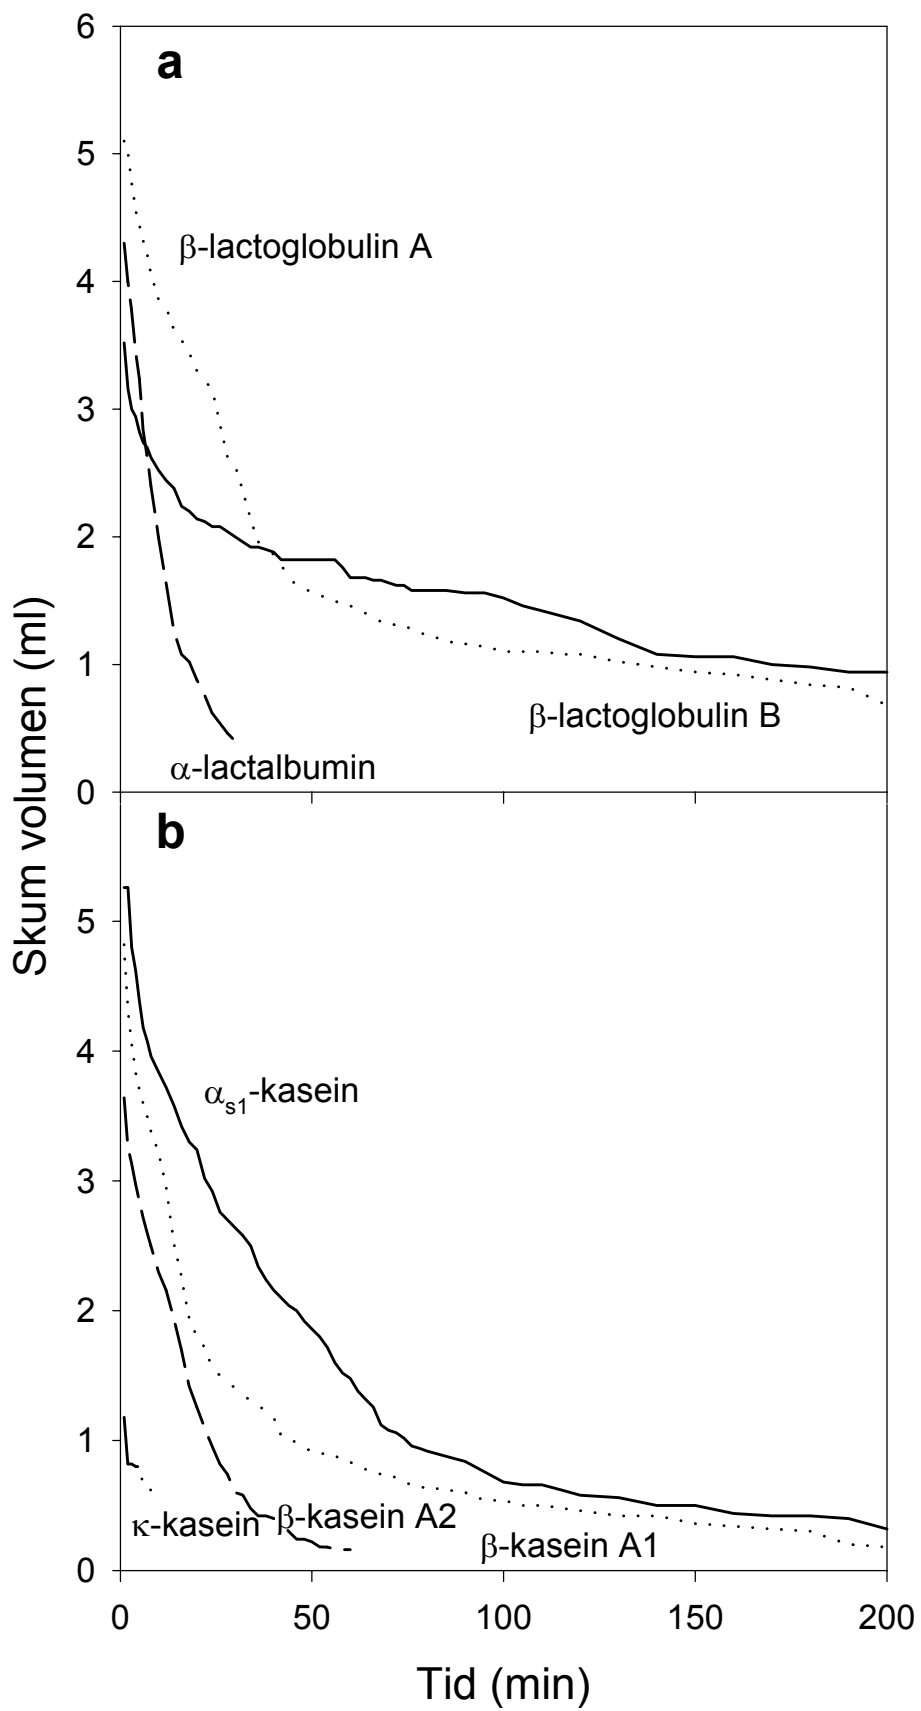 6
a
5
β-lactoglobulin A
4
3
2
1
β-lactoglobulin B
α-lactalbumin
0
Skum volumen (ml)
b
5
4
αs1-kasein
3
2
1
κ-kasein
β-kasein A2
β-kasein A1
0
0 50 100 150 200
Tid (min)